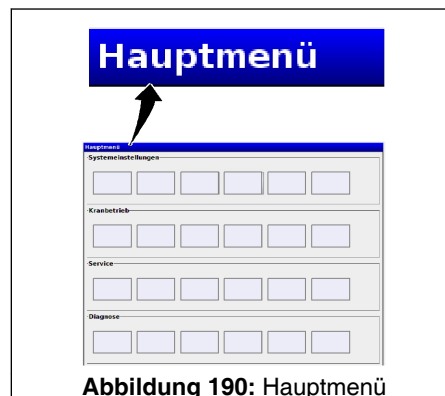 Hauptmenü
Hauptmenü
Systemeinstellungen
Kranbetrieb
Service
Diagnose
Abbildung 190: Hauptmenü